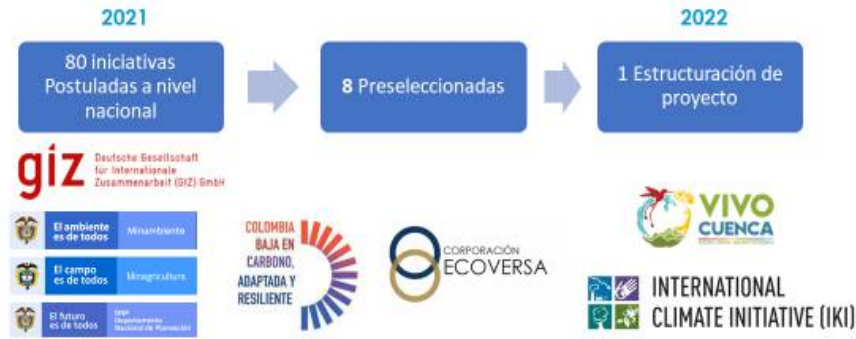 2021
2022
80 iniciativas
Postuladas a nivel
nacional
8 Preseleccionadas
1 Estructuración de
proyecto
giz
Deutsche Gesellschaft
für Internationale
Zusammenarbeit (GIZ) GmbH
El ambiente
es de todos
Minambiente
El campo
es de todos
Minagricultura
El futuro
es de todos
DNP
Departamento
Nacional de Planeación
COLOMBIA
BAJA EN
CARBONO,
ADAPTADA Y
RESILIENTE
CORPORACIÓN
ECOVERSA
VIVO
CUENCA
INTERNATIONAL
CLIMATE INITIATIVE (IKI)